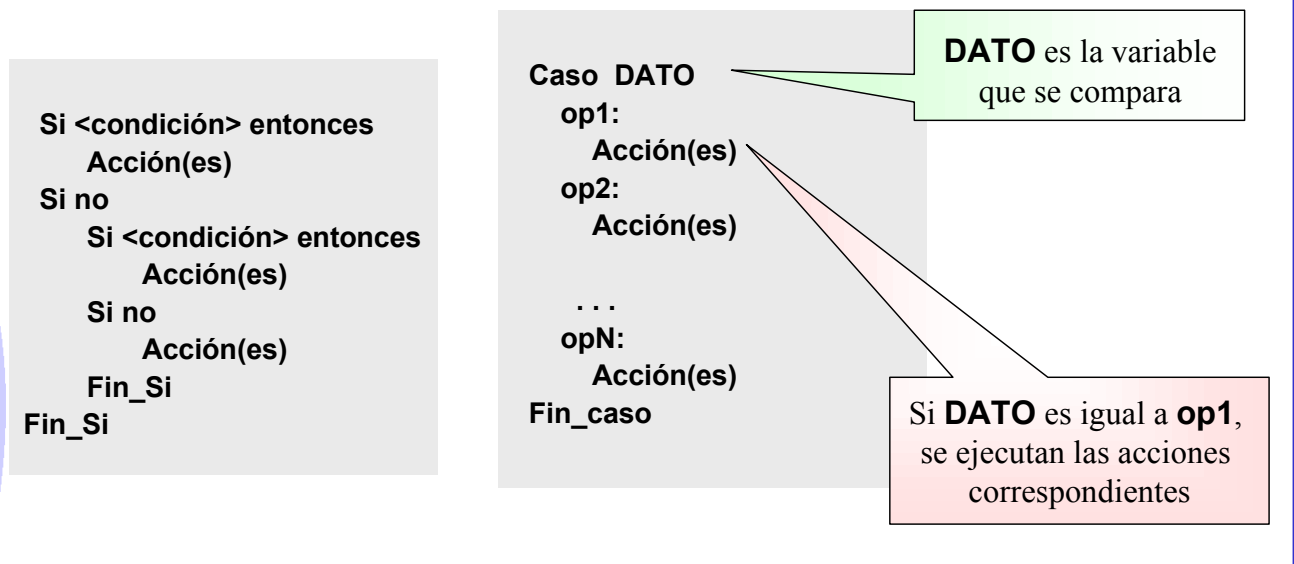 Si <condición> entonces
Acción(es)
Si no
Si <condición> entonces
Acción(es)
Si no
Acción(es)
Fin_Si
Fin_Si
Caso DATO
op1:
Acción(es)
op2:
Acción(es)
. . .
opN:
Acción(es)
Fin_caso
DATO es la variable
que se compara
Si DATO es igual a op1,
se ejecutan las acciones
correspondientes